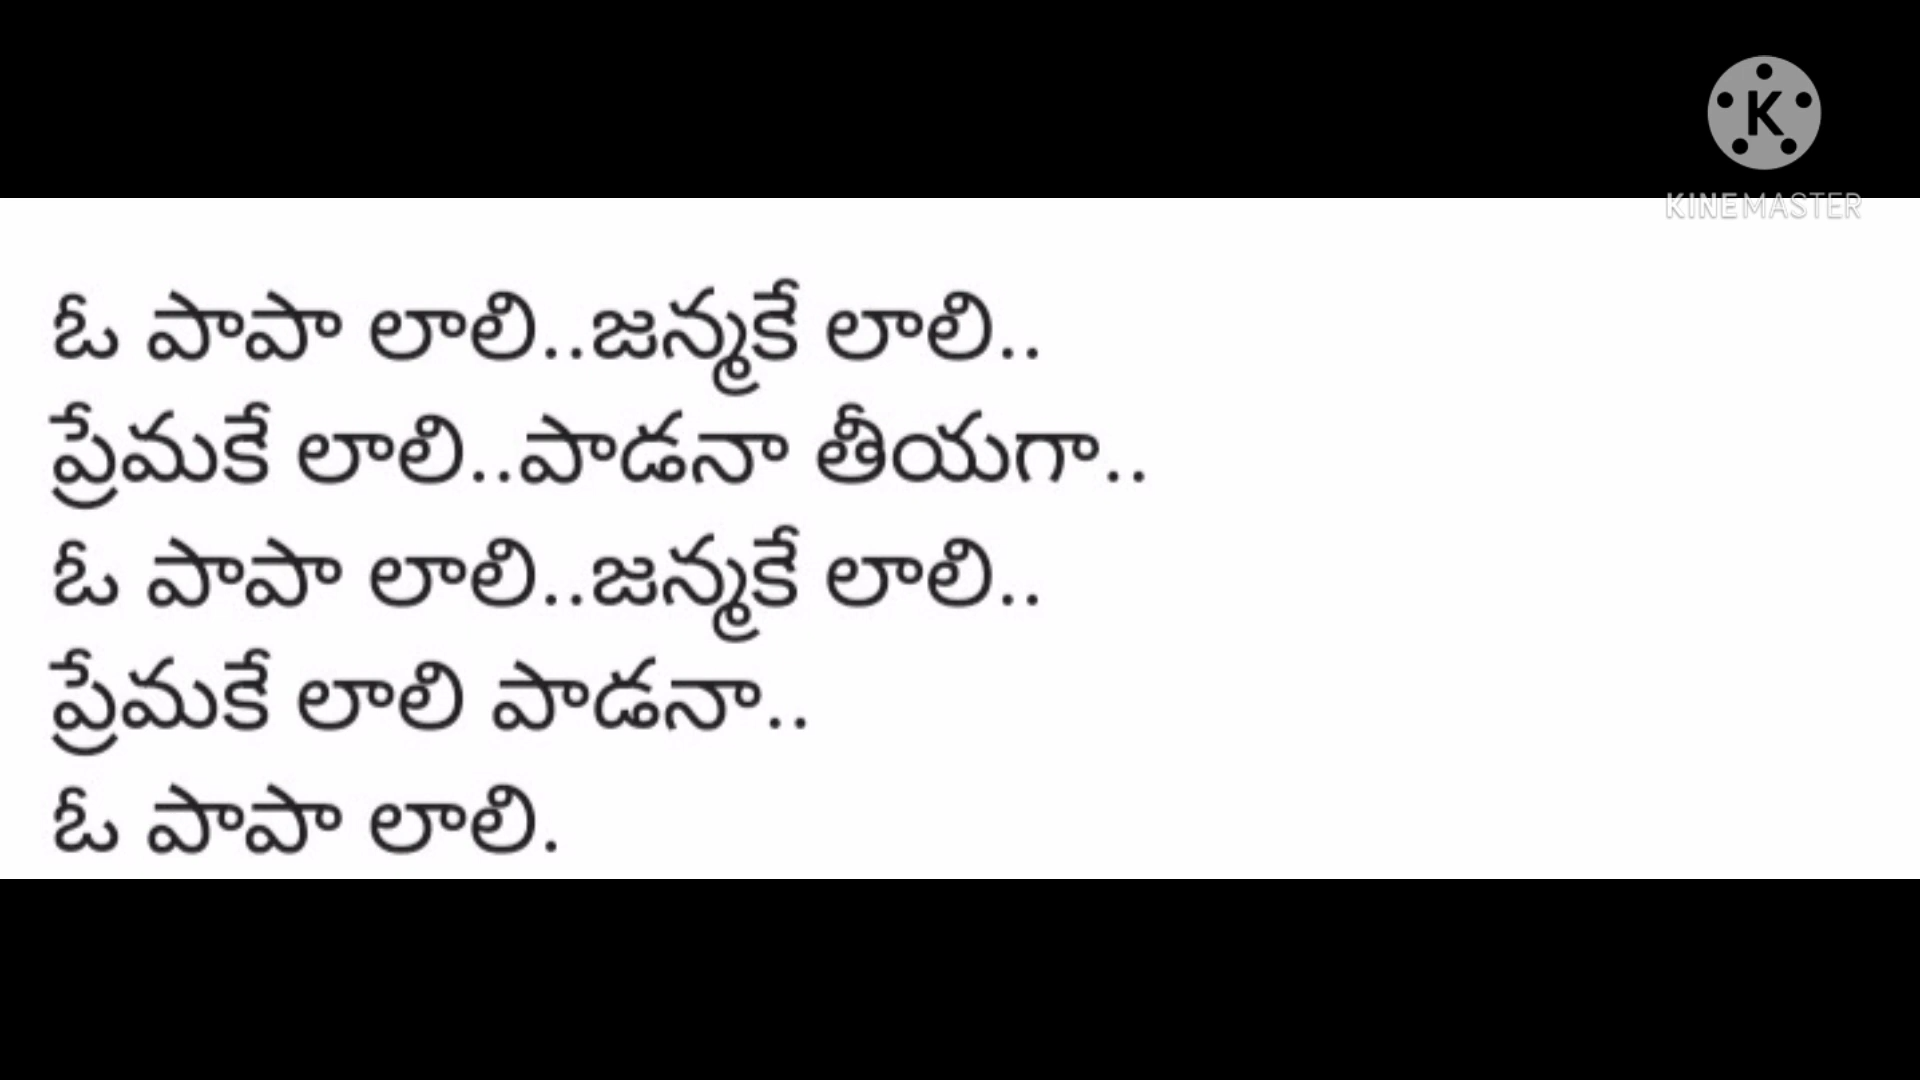 K
KINEMASTER
ఓ పాపా లాలి..జన్మకే లాలి..
ప్రేమకే లాలి..పాడనా తీయగా..
ఓ పాపా లాలి..జన్మకే లాలి..
ప్రేమకే లాలి పాడనా..
ఓ పాపా లాలి.